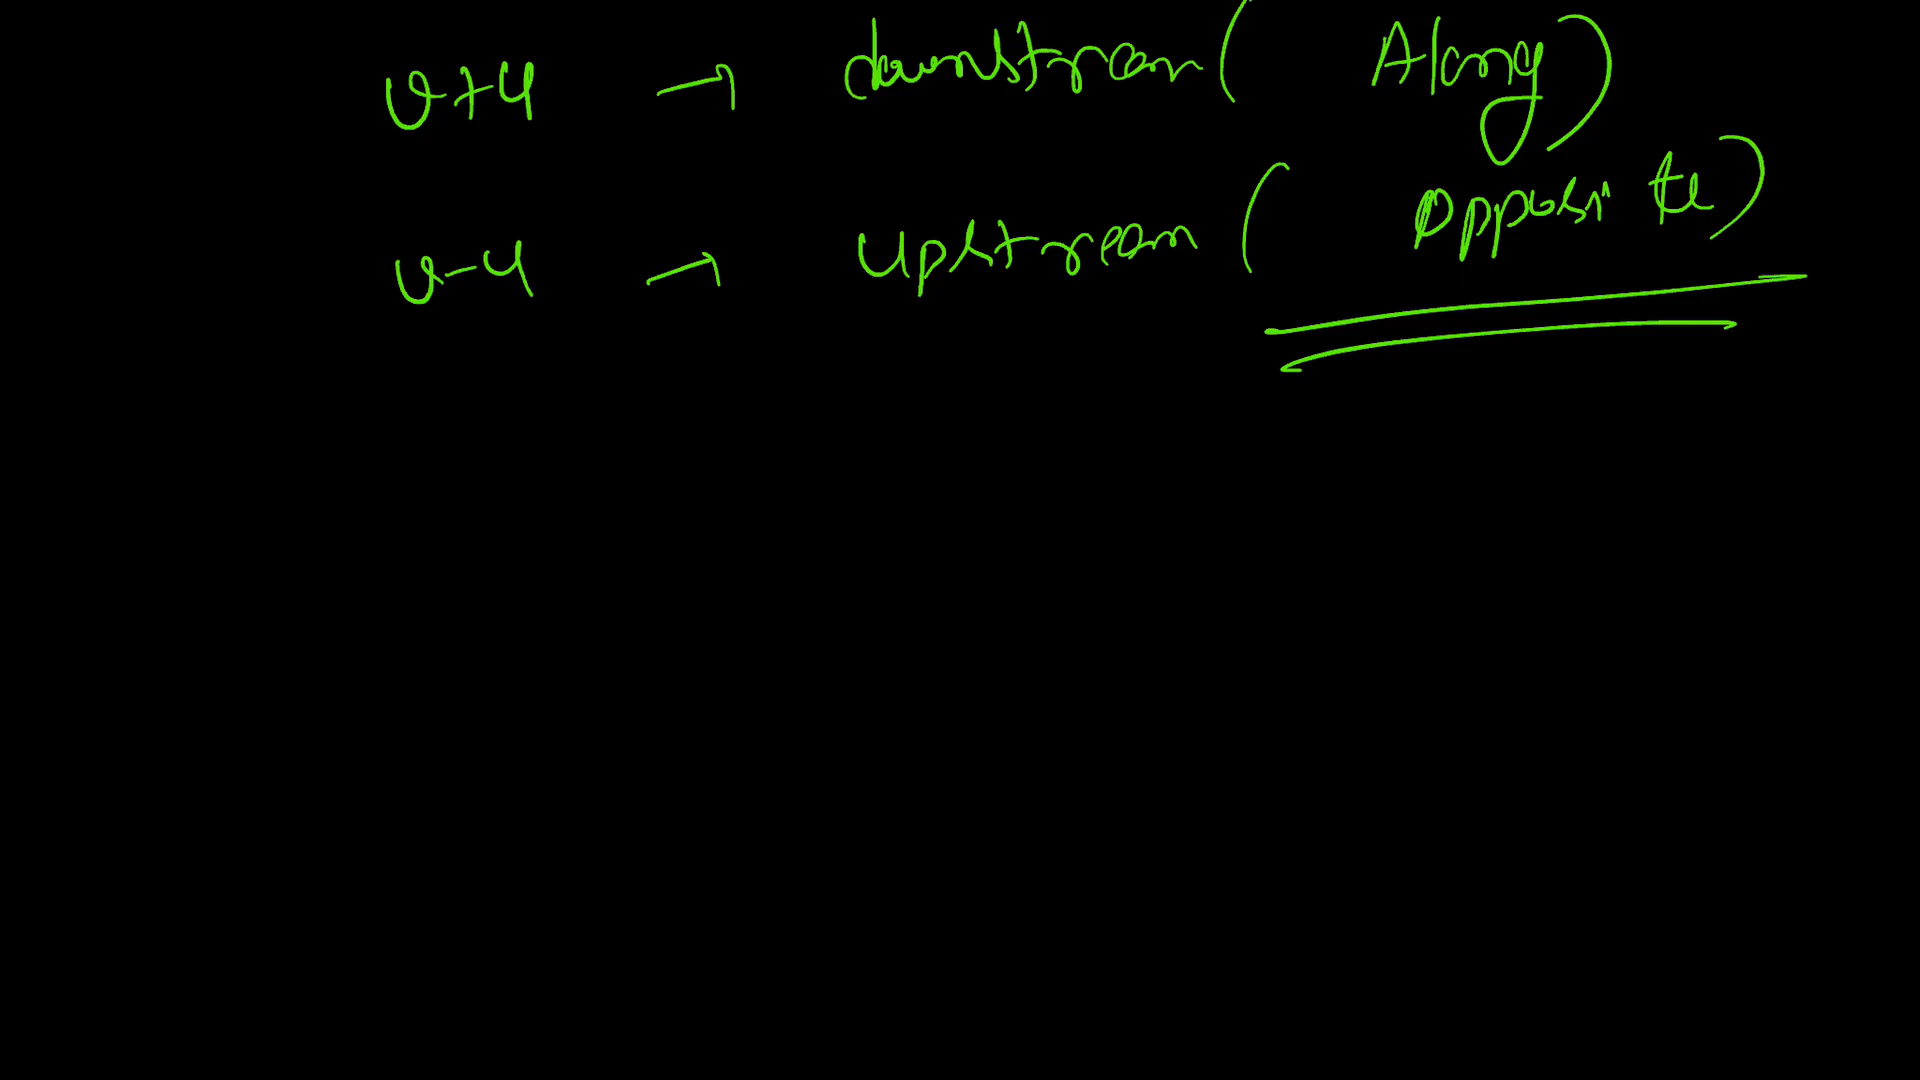 v+u → downstream ( Along )
v-u → upstream ( opposite )